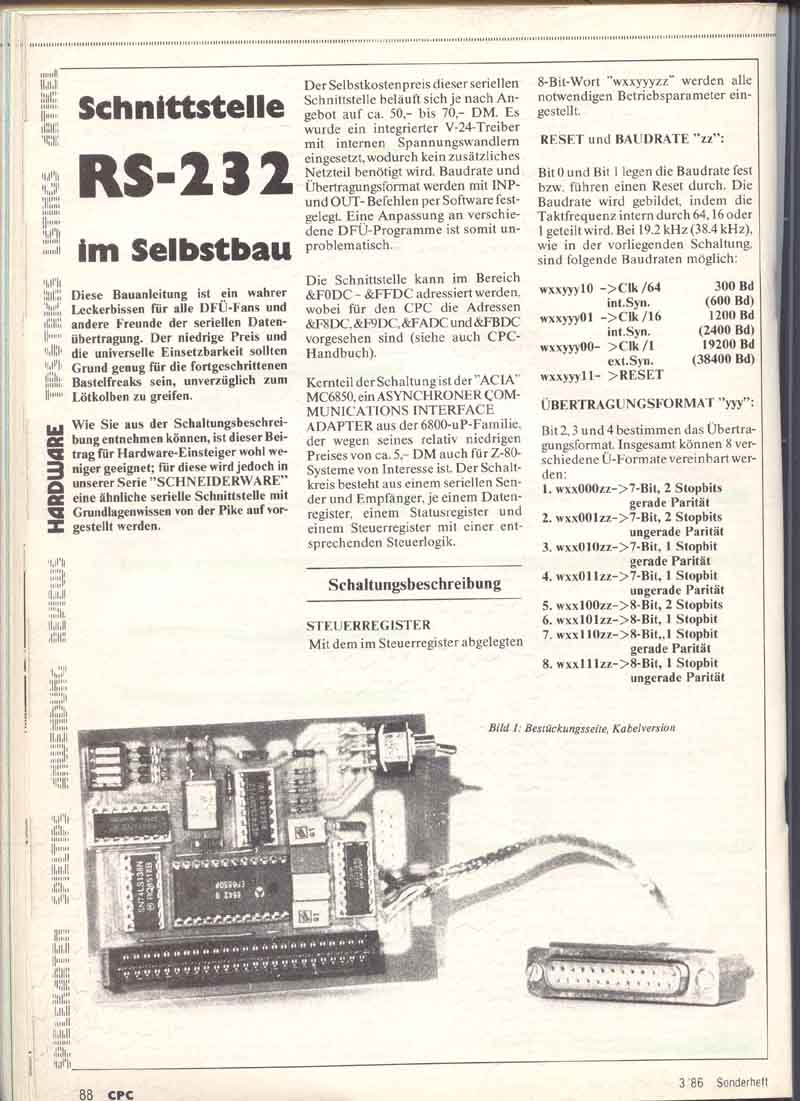 Schnittstelle
RS-232
im Selbstbau
Diese Bauanleitung ist ein wahrer
Leckerbissen für alle DFÜ-Fans und
andere Freunde der seriellen Daten-
übertragung. Der niedrige Preis und
die universelle Einsetzbarkeit sollten
Grund genug für die fortgeschrittenen
Bastelfreaks sein, unverzüglich zum
Lötkolben zu greifen.
Wie Sie aus der Schaltungsbeschrei-
bung entnehmen können, ist dieser Bei-
trag für Hardware-Einsteiger wohl we-
niger geeignet; für diese wird jedoch in
unserer Serie "SCHNEIDERWARE"
eine ähnliche serielle Schnittstelle mit
Grundlagenwissen von der Pike auf vor-
gestellt werden.
Der Selbstkostenpreis dieser seriellen
Schnittstelle beläuft sich je nach An-
gebot auf ca. 50,- bis 70,- DM. Es
wurde ein integrierter V-24-Treiber
mit internen Spannungswandlern
eingesetzt, wodurch kein zusätzliches
Netzteil benötigt wird. Baudrate und
Übertragungsformat werden mit INP-
und OUT- Befehlen per Software fest-
gelegt. Eine Anpassung an verschie-
dene DFÜ-Programme ist somit un-
problematisch.
Die Schnittstelle kann im Bereich
&F0DC - &FFDC adressiert werden,
wobei für den CPC die Adressen
&F8DC, &F9DC, &FADC und &FBDC
vorgesehen sind (siehe auch CPC-
Handbuch).
Kernteil der Schaltung ist der "ACIA"
MC6850, ein ASYNCHRONER COM-
MUNICATIONS INTERFACE
ADAPTER aus der 6800-uP-Familie,
der wegen seines relativ niedrigen
Preises von ca. 5,- DM auch für Z-80-
Systeme von Interesse ist. Der Schalt-
kreis besteht aus einem seriellen Sen-
der und Empfänger, je einem Daten-
register, einem Statusregister und
einem Steuerregister mit einer ent-
sprechenden Steuerlogik.
Schaltungsbeschreibung
STEUERREGISTER
Mit dem im Steuerregister abgelegten
8-Bit-Wort "wxxyyyzz" werden alle
notwendigen Betriebsparameter ein-
gestellt.
RESET und BAUDRATE "zz":
Bit 0 und Bit 1 legen die Baudrate fest
bzw. führen einen Reset durch. Die
Baudrate wird gebildet, indem die
Taktfrequenz intern durch 64, 16 oder
1 geteilt wird. Bei 19.2 kHz (38.4 kHz),
wie in der vorliegenden Schaltung,
sind folgende Baudraten möglich:
wxxyyy10 ->Clk /64 300 Bd
int.Syn. (600 Bd)
wxxyyy01 ->Clk /16 1200 Bd
int.Syn. (2400 Bd)
wxxyyy00- >Clk /1 19200 Bd
ext.Syn. (38400 Bd)
wxxyyy11- >RESET
ÜBERTRAGUNGSFORMAT "yyy":
Bit 2, 3 und 4 bestimmen das Übertra-
gungsformat. Insgesamt können 8 ver-
schiedene Ü-Formate vereinbart wer-
den:
1. wxx000zz->7-Bit, 2 Stopbits
gerade Parität
2. wxx001zz->7-Bit, 2 Stopbits
ungerade Parität
3. wxx010zz->7-Bit, 1 Stopbit
gerade Parität
4. wxx011zz->7-Bit, 1 Stopbit
ungerade Parität
5. wxx100zz->8-Bit, 2 Stopbits
6. wxx101zz->8-Bit, 1 Stopbit
7. wxx110zz->8-Bit,,1 Stopbit
gerade Parität
8. wxx111zz->8-Bit, 1 Stopbit
ungerade Parität
Bild 1: Bestückungsseite, Kabelversion
SN74LS138N
EF6850P
LISTINGS
TIPS&TRICKS
HARDWARE
REVIEWS
ANWENDUNG
SPIELTIPS
88 CPC
3'86 Sonderheft